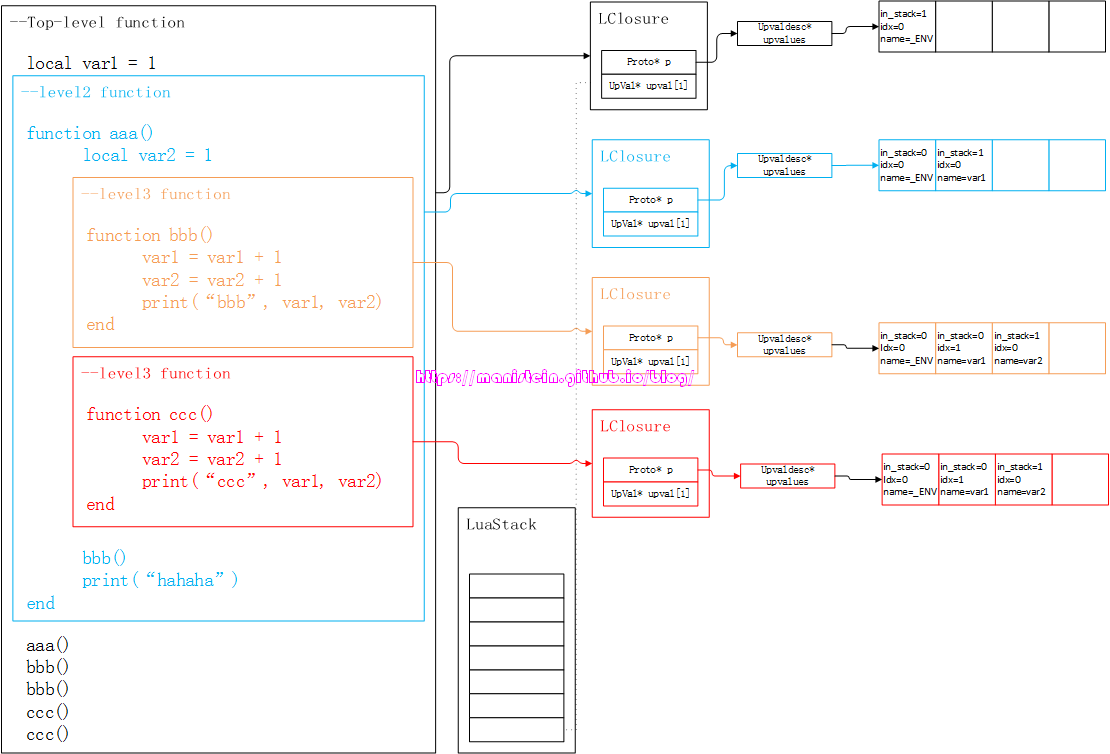 --Top-level function
local var1 = 1
--level2 function
function aaa()
local var2 = 1
--level3 function
function bbb()
var1 = var1 + 1
var2 = var2 + 1
print(“bbb”, var1, var2)
end
--level3 function
function ccc()
var1 = var1 + 1
var2 = var2 + 1
print(“ccc”, var1, var2)
end
bbb()
print(“hahaha”)
end
aaa()
bbb()
bbb()
ccc()
ccc()
LClosure
Proto* p
UpVal* upval[1]
Upvaldesc*
upvalues
in_stack=1
idx=0
name=_ENV
LClosure
Proto* p
UpVal* upval[1]
Upvaldesc*
upvalues
in_stack=0
idx=0
name=_ENV
in_stack=1
idx=0
name=var1
LClosure
Proto* p
UpVal* upval[1]
Upvaldesc*
upvalues
in_stack=0
Idx=0
name=_ENV
in_stack=0
idx=1
name=var1
in_stack=1
idx=0
name=var2
https://manistein.github.io/blog/
LClosure
Proto* p
UpVal* upval[1]
Upvaldesc*
upvalues
in_stack=0
Idx=0
name=_ENV
in_stack=0
idx=1
name=var1
in_stack=1
idx=0
name=var2
LuaStack